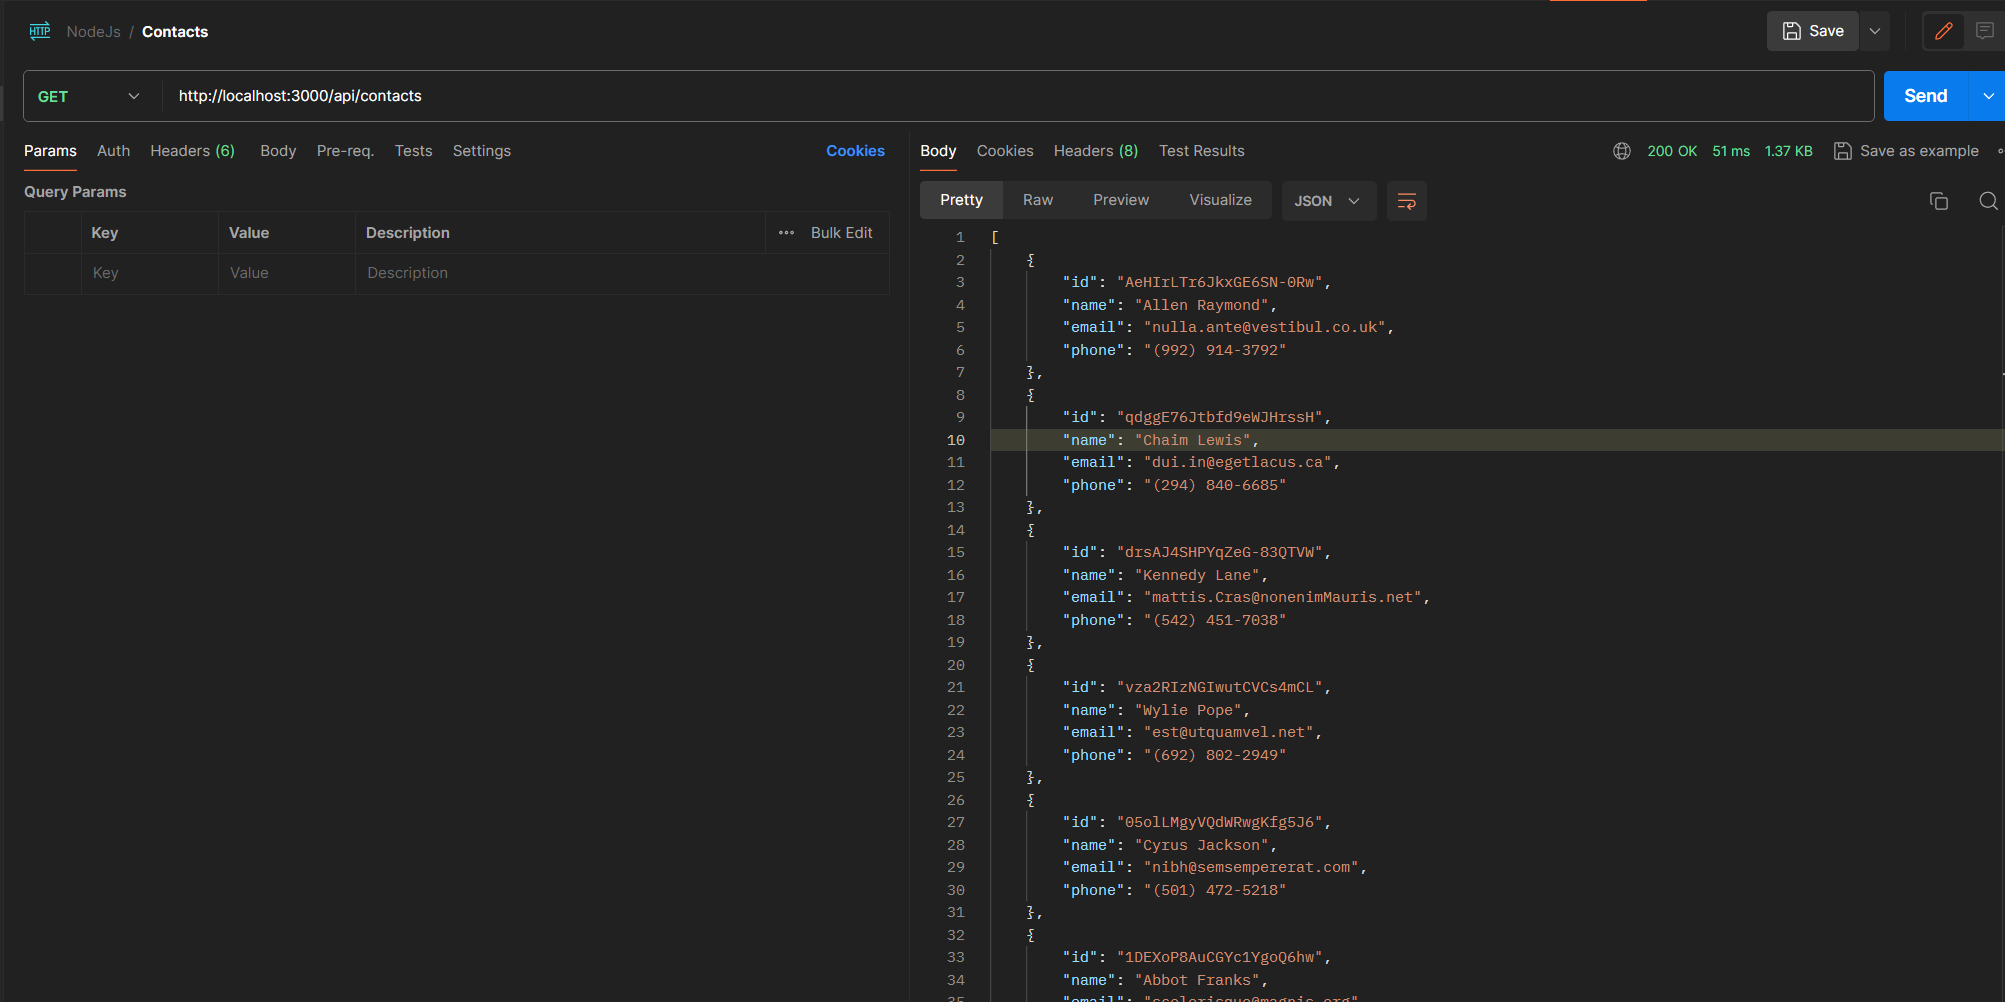 HTTP NodeJs / Contacts
Save
GET http://localhost:3000/api/contacts Send
Params Auth Headers (6) Body Pre-req. Tests Settings Cookies
Query Params
Key Value Description ••• Bulk Edit
Key Value Description
Body Cookies Headers (8) Test Results 200 OK 51 ms 1.37 KB Save as example
Pretty Raw Preview Visualize JSON
1 [
2 {
3 "id": "AeHIrLTr6JkxGE6SN-0Rw",
4 "name": "Allen Raymond",
5 "email": "nulla.ante@vestibul.co.uk",
6 "phone": "(992) 914-3792"
7 },
8 {
9 "id": "qdggE76Jtbfd9eWJHrssH",
10 "name": "Chaim Lewis",
11 "email": "dui.in@egetlacus.ca",
12 "phone": "(294) 840-6685"
13 },
14 {
15 "id": "drsAJ4SHPYqZeG-83QTVW",
16 "name": "Kennedy Lane",
17 "email": "mattis.Cras@nonenimMauris.net",
18 "phone": "(542) 451-7038"
19 },
20 {
21 "id": "vza2RIzNGIwutCVCs4mCL",
22 "name": "Wylie Pope",
23 "email": "est@utquamvel.net",
24 "phone": "(692) 802-2949"
25 },
26 {
27 "id": "05olLMgyVQdWRwgKfg5J6",
28 "name": "Cyrus Jackson",
29 "email": "nibh@semsempererat.com",
30 "phone": "(501) 472-5218"
31 },
32 {
33 "id": "1DEXoP8AuCGYc1YgoQ6hw",
34 "name": "Abbot Franks",
35 "email": "scelerisque@magnis.org"